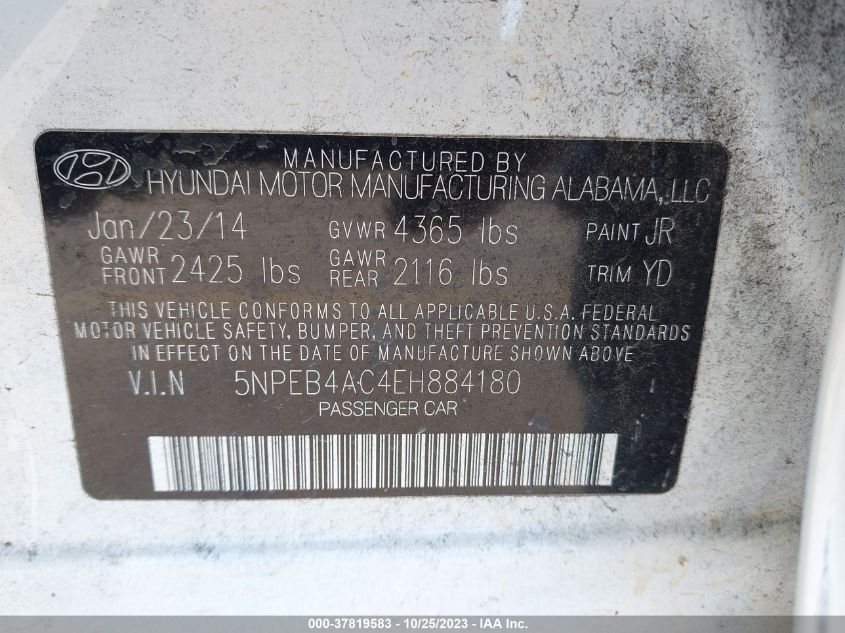 MANUFACTURED BY
HYUNDAI MOTOR MANUFACTURING ALABAMA, LLC
Jan/23/14 GVWR 4365 lbs PAINT JR
GAWR FRONT 2425 lbs GAWR REAR 2116 lbs TRIM YD
THIS VEHICLE CONFORMS TO ALL APPLICABLE U.S.A. FEDERAL
MOTOR VEHICLE SAFETY, BUMPER, AND THEFT PREVENTION STANDARDS
IN EFFECT ON THE DATE OF MANUFACTURE SHOWN ABOVE
V.I.N 5NPEB4AC4EH884180
PASSENGER CAR
000-37819583 - 10/25/2023 - IAA Inc.